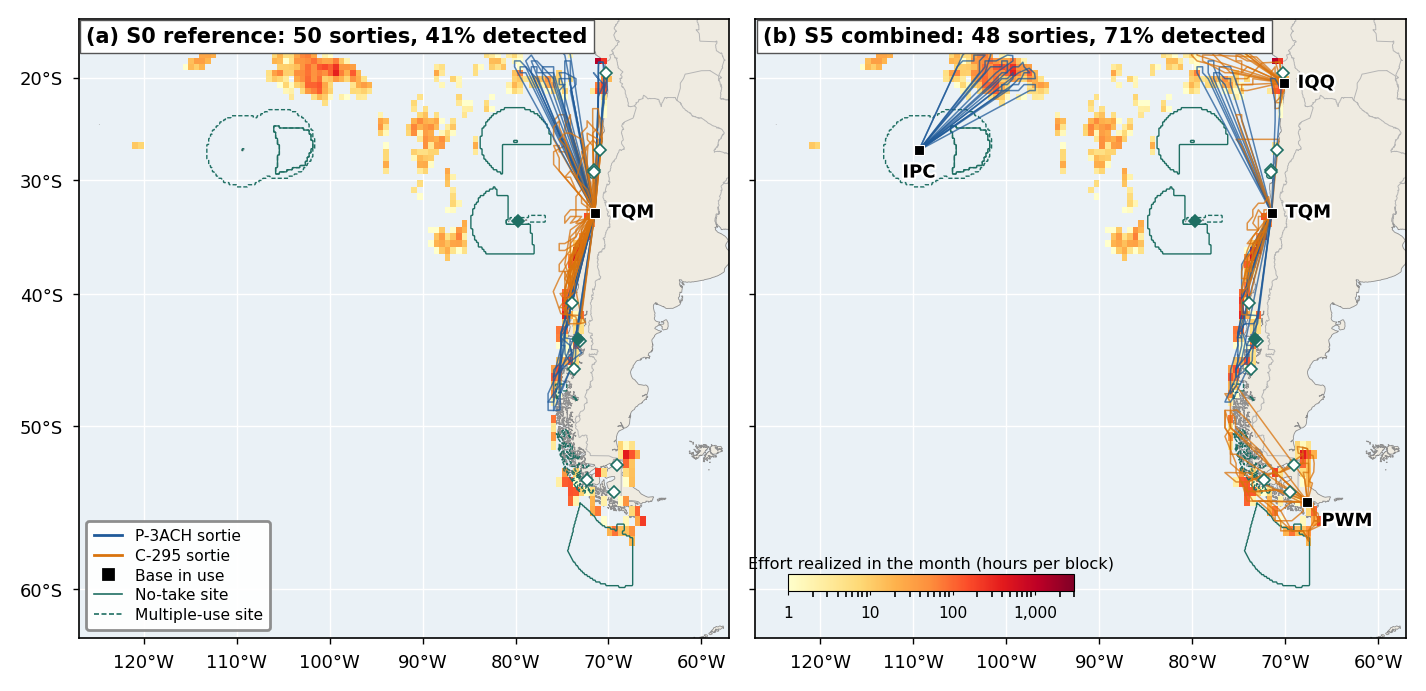 (a) S0 reference: 50 sorties, 41% detected
(b) S5 combined: 48 sorties, 71% detected
20°S
30°S
40°S
50°S
60°S
TQM
IQQ
IPC
TQM
PWM
P-3ACH sortie
C-295 sortie
Base in use
No-take site
Multiple-use site
Effort realized in the month (hours per block)
1 10 100 1,000
120°W 110°W 100°W 90°W 80°W 70°W 60°W
120°W 110°W 100°W 90°W 80°W 70°W 60°W